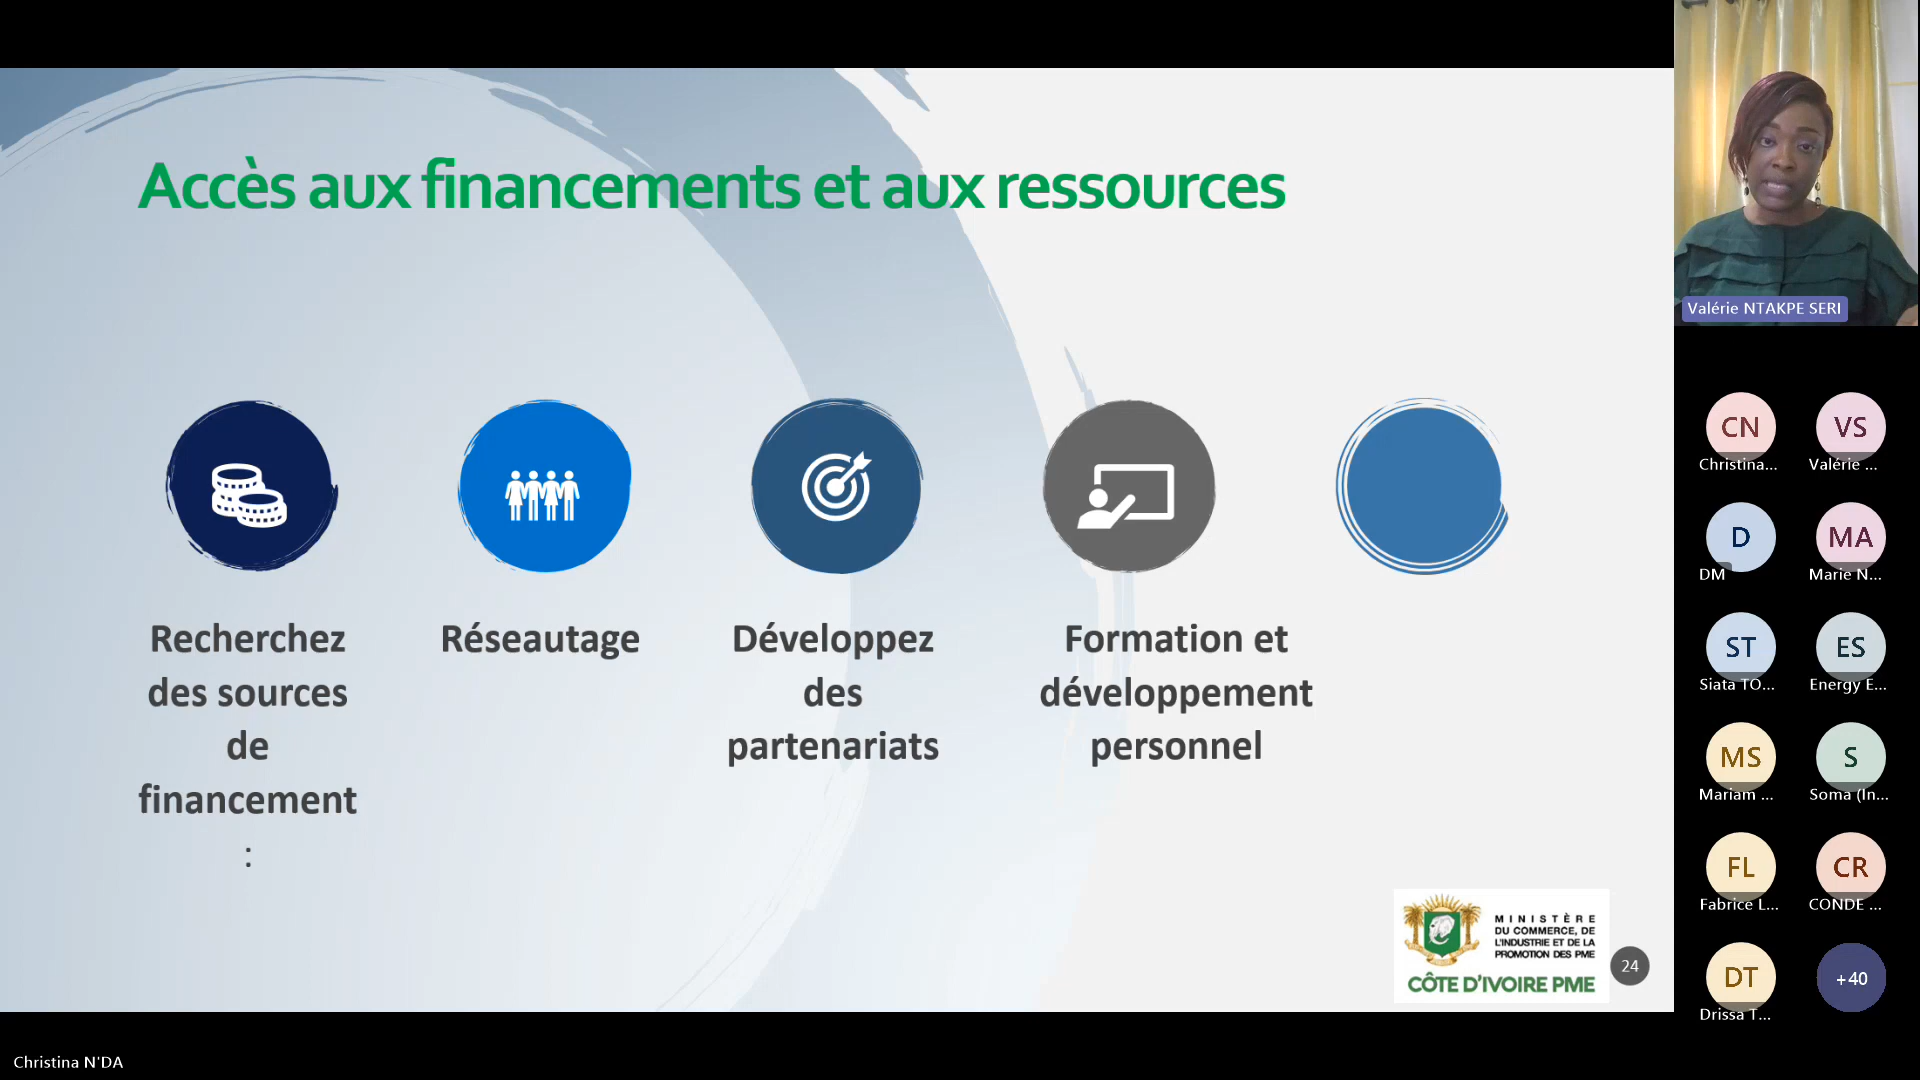 Accès aux financements et aux ressources
Recherchez
des sources
de
financement
:
Réseautage
Développez
des
partenariats
Formation et
développement
personnel
MINISTÈRE
DU COMMERCE, DE
L'INDUSTRIE ET DE LA
PROMOTION DES PME
CÔTE D'IVOIRE PME
24
Valérie NTAKPE SERI
CN
Christina...
VS
Valérie ...
D
DM
MA
Marie N...
ST
Siata TO...
ES
Energy E...
MS
Mariam ...
S
Soma (In...
FL
Fabrice L...
CR
CONDE ...
DT
Drissa T...
+40
Christina N'DA